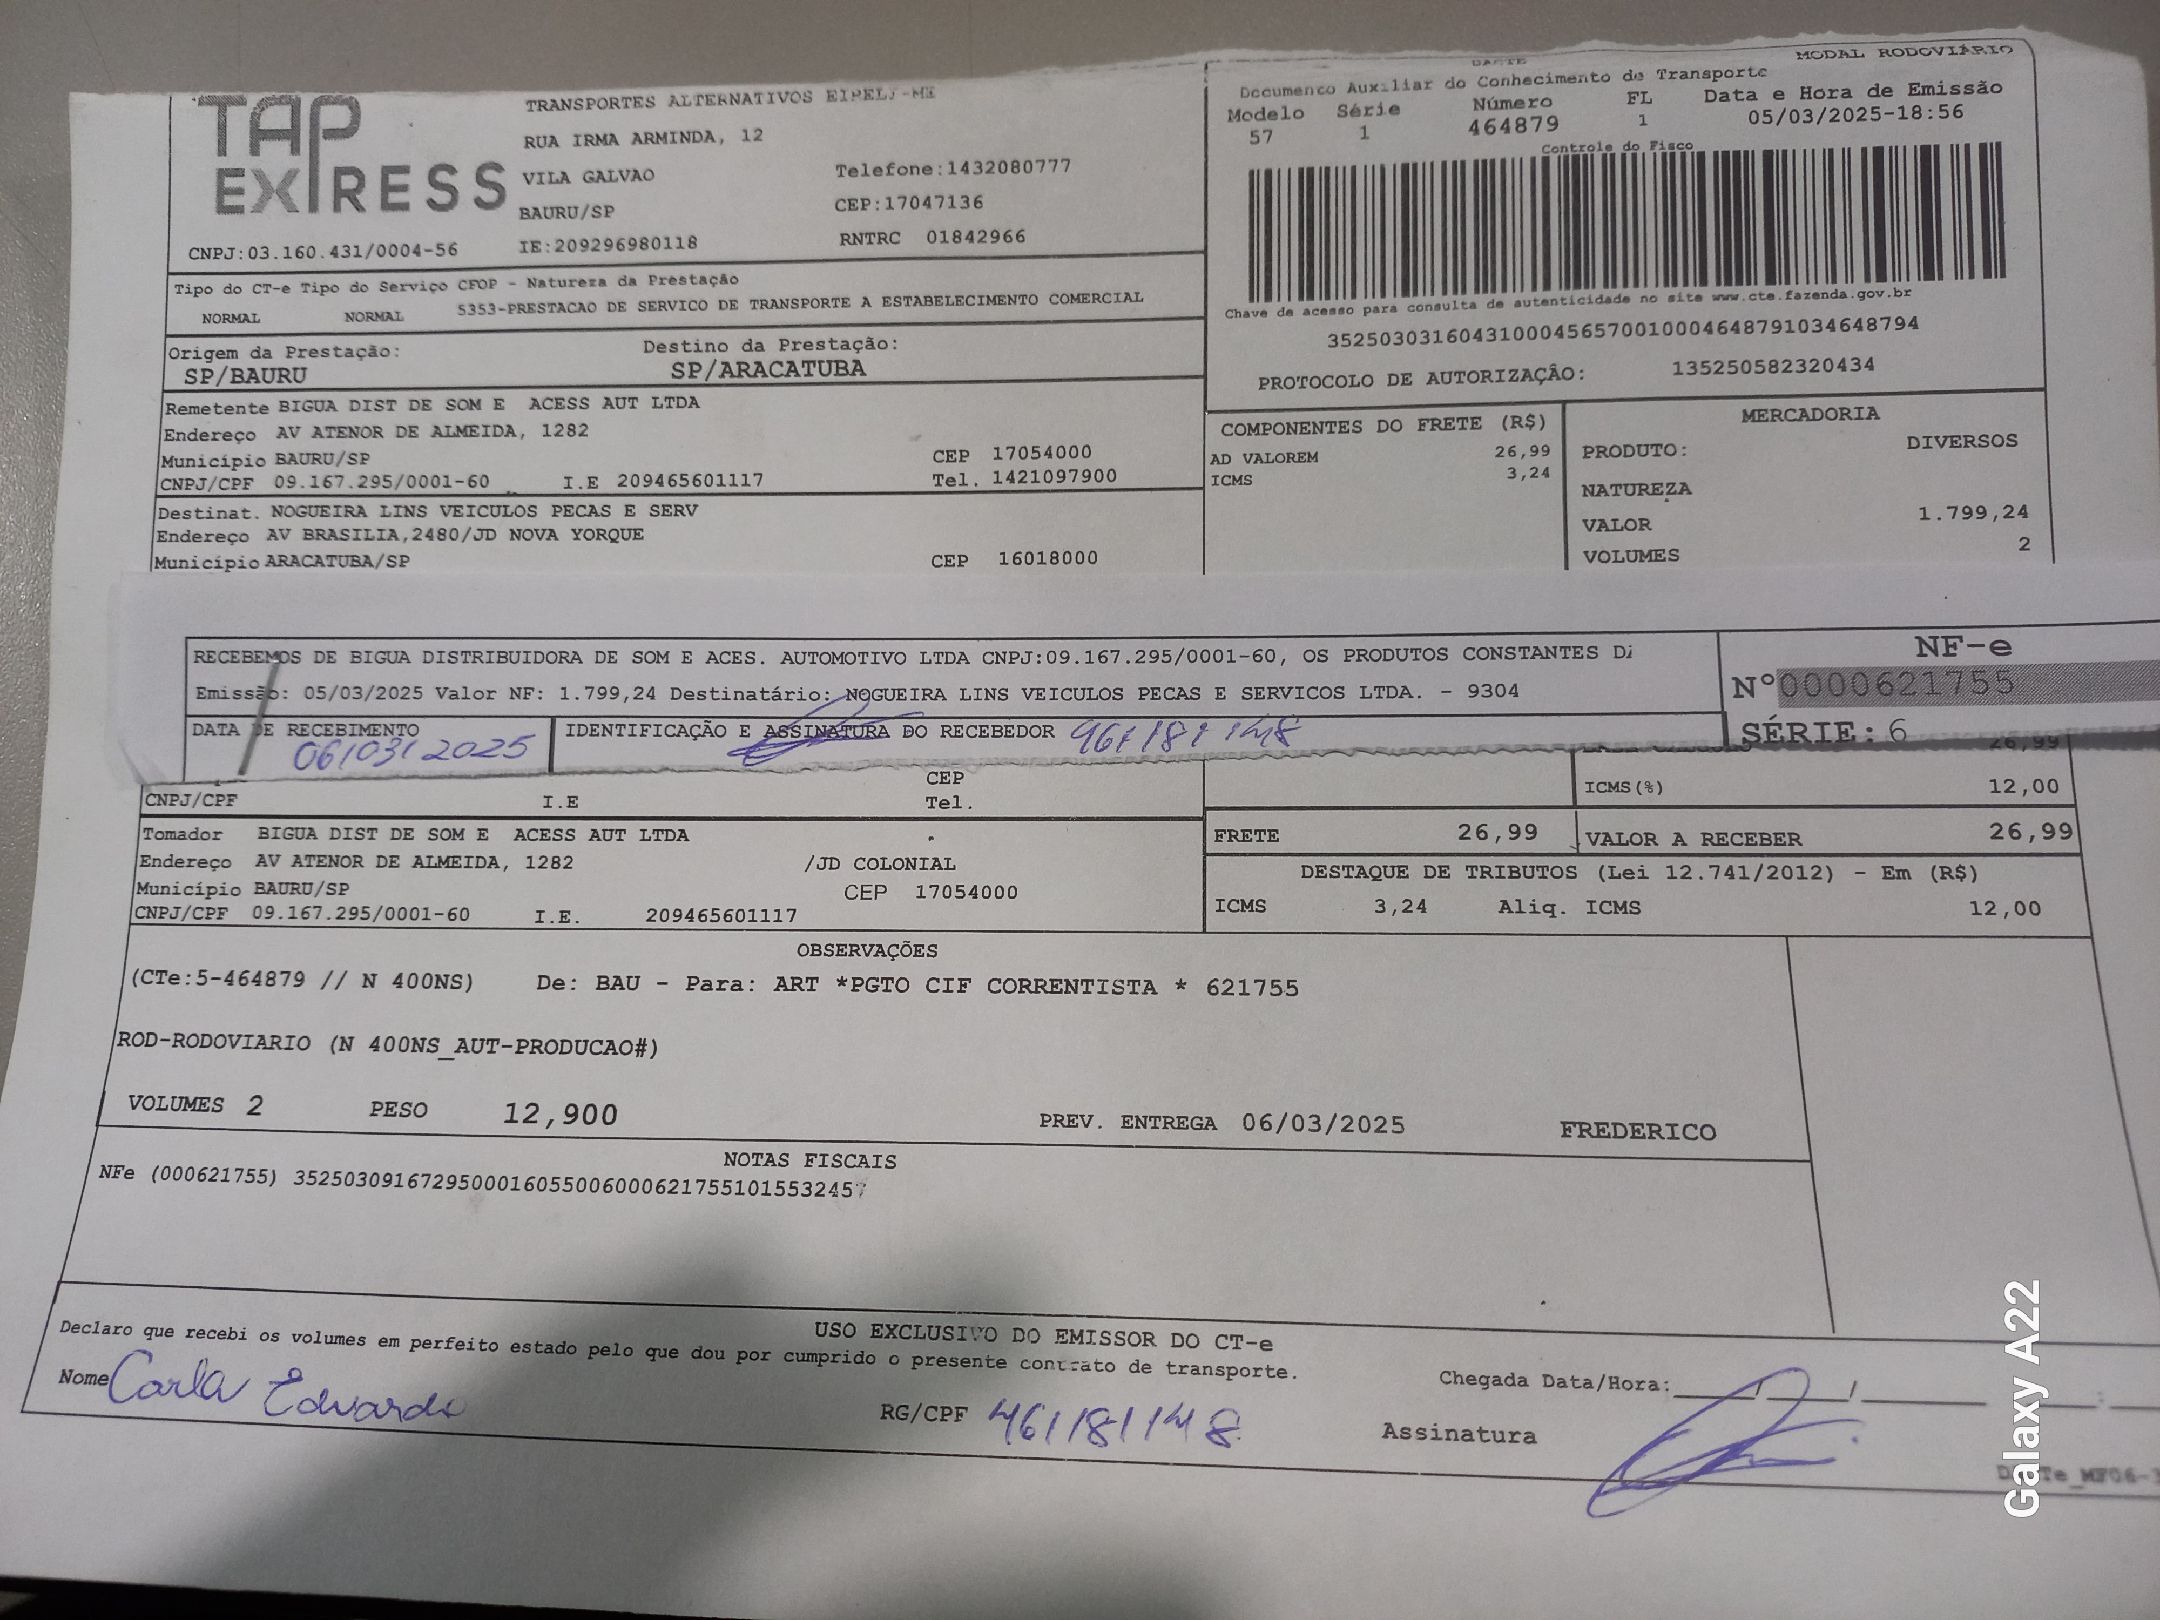 TAP EXPRESS
TRANSPORTES ALTERNATIVOS EIRELI-ME
RUA IRMA ARMINDA, 12
VILA GALVAO Telefone:1432080777
BAURU/SP CEP:17047136
CNPJ:03.160.431/0004-56 IE:209296980118 RNTRC 01842966
MODAL RODOVIÁRIO
Documento Auxiliar do Conhecimento de Transporte
Modelo Série Número FL Data e Hora de Emissão
57 1 464879 1 05/03/2025-18:56
Controle do Fisco
Chave de acesso para consulta de autenticidade no site www.cte.fazenda.gov.br
35250303160431000456570010004648791034648794
PROTOCOLO DE AUTORIZAÇÃO: 135250582320434
Tipo do CT-e Tipo do Serviço CFOP - Natureza da Prestação
NORMAL NORMAL 5353-PRESTACAO DE SERVICO DE TRANSPORTE A ESTABELECIMENTO COMERCIAL
Origem da Prestação: Destino da Prestação:
SP/BAURU SP/ARACATUBA
Remetente BIGUA DIST DE SOM E ACESS AUT LTDA
Endereço AV ATENOR DE ALMEIDA, 1282
Município BAURU/SP CEP 17054000
CNPJ/CPF 09.167.295/0001-60 I.E 209465601117 Tel. 1421097900
Destinat. NOGUEIRA LINS VEICULOS PECAS E SERV
Endereço AV BRASILIA,2480/JD NOVA YORQUE
Município ARACATUBA/SP CEP 16018000
COMPONENTES DO FRETE (R$)
AD VALOREM 26,99
ICMS 3,24
MERCADORIA
PRODUTO: DIVERSOS
NATUREZA
VALOR 1.799,24
VOLUMES 2
RECEBEMOS DE BIGUA DISTRIBUIDORA DE SOM E ACES. AUTOMOTIVO LTDA CNPJ:09.167.295/0001-60, OS PRODUTOS CONSTANTES
Emissão: 05/03/2025 Valor NF: 1.799,24 Destinatário: NOGUEIRA LINS VEICULOS PECAS E SERVICOS LTDA. - 9304
DATA DE RECEBIMENTO IDENTIFICAÇÃO E ASSINATURA DO RECEBEDOR
06/03/2025
NF-e
Nº0000621755
SÉRIE: 6
26,99
CEP
CNPJ/CPF I.E Tel.
ICMS(%) 12,00
Tomador BIGUA DIST DE SOM E ACESS AUT LTDA
Endereço AV ATENOR DE ALMEIDA, 1282 /JD COLONIAL
Município BAURU/SP CEP 17054000
CNPJ/CPF 09.167.295/0001-60 I.E. 209465601117
FRETE 26,99 VALOR A RECEBER 26,99
DESTAQUE DE TRIBUTOS (Lei 12.741/2012) - Em (R$)
ICMS 3,24 Aliq. ICMS 12,00
OBSERVAÇÕES
(CTe:5-464879 // N 400NS) De: BAU - Para: ART *PGTO CIF CORRENTISTA * 621755
ROD-RODOVIARIO (N 400NS_AUT-PRODUCAO#)
VOLUMES 2 PESO 12,900 PREV. ENTREGA 06/03/2025 FREDERICO
NOTAS FISCAIS
NFe (000621755) 35250309167295000160550060006217551015532457
USO EXCLUSIVO DO EMISSOR DO CT-e
Declaro que recebi os volumes em perfeito estado pelo que dou por cumprido o presente contrato de transporte.
Nome Carla Eduarda RG/CPF Chegada Data/Hora:
Assinatura
Galaxy A22